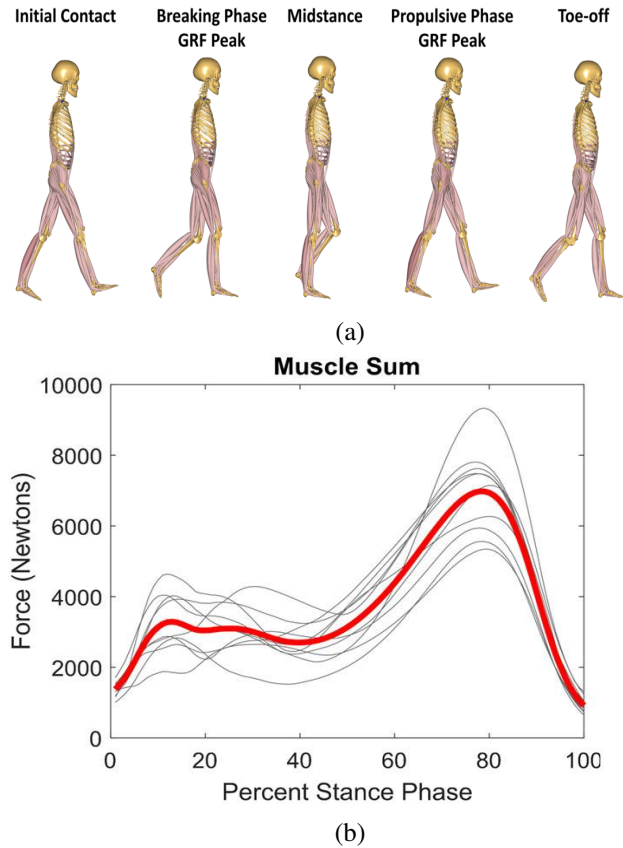 Initial Contact
Breaking Phase
GRF Peak
Midstance
Propulsive Phase
GRF Peak
Toe-off
(a)
Muscle Sum
10000
8000
6000
4000
2000
0
Force (Newtons)
0 20 40 60 80 100
Percent Stance Phase
(b)